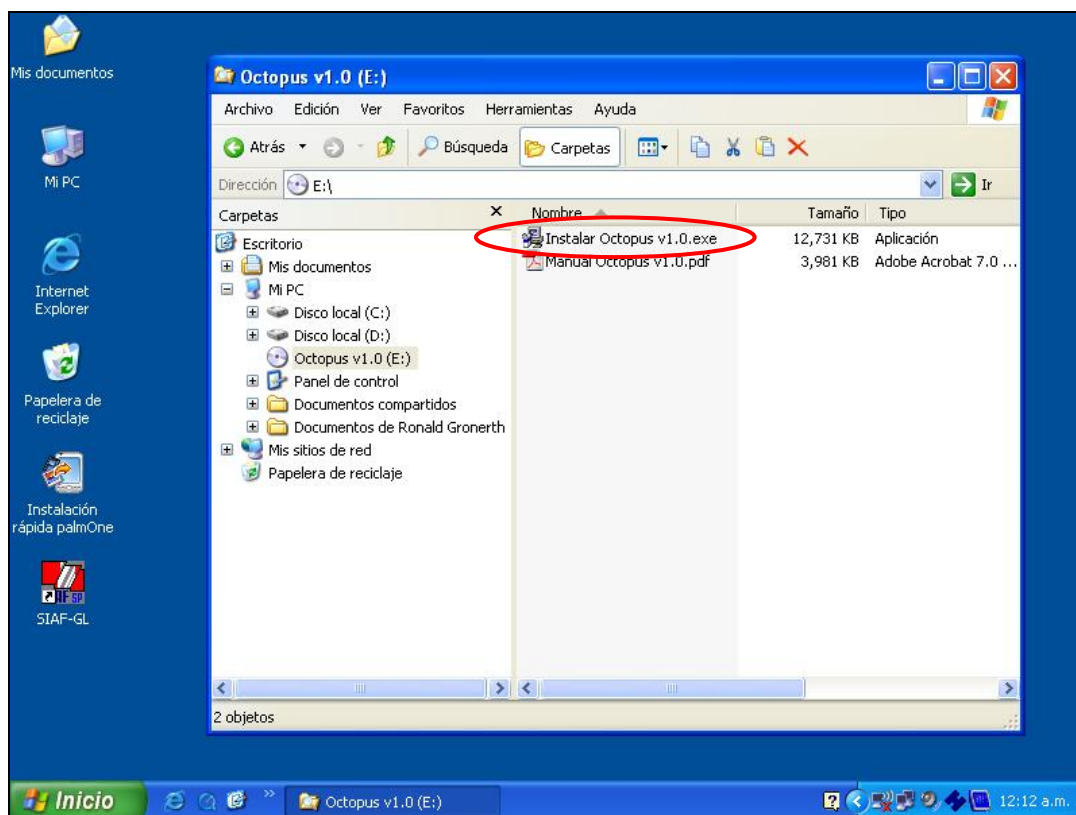 Mis documentos
Mi PC
Internet
Explorer
Papelera de
reciclaje
Instalación
rápida palmOne
SIAF-GL
Octopus v1.0 (E:)
Archivo Edición Ver Favoritos Herramientas Ayuda
Atrás Búsqueda Carpetas
Dirección E:\ Ir
Carpetas X
Escritorio
Mis documentos
Mi PC
Disco local (C:)
Disco local (D:)
Octopus v1.0 (E:)
Panel de control
Documentos compartidos
Documentos de Ronald Gronerth
Mis sitios de red
Papelera de reciclaje
Nombre Tamaño Tipo
Instalar Octopus v1.0.exe 12,731 KB Aplicación
Manual Octopus v1.0.pdf 3,981 KB Adobe Acrobat 7.0 ...
2 objetos
Inicio » Octopus v1.0 (E:) 12:12 a.m.